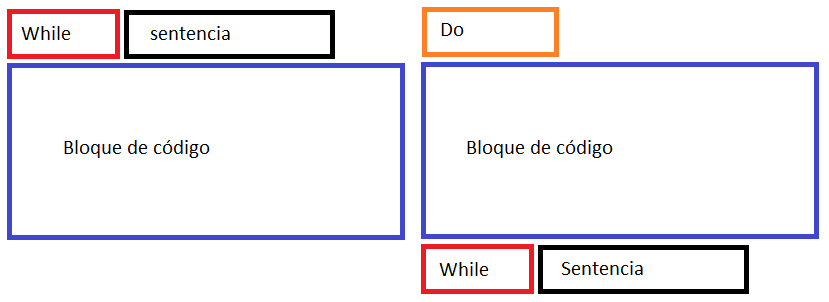 While sentencia
Bloque de código
Do
Bloque de código
While Sentencia